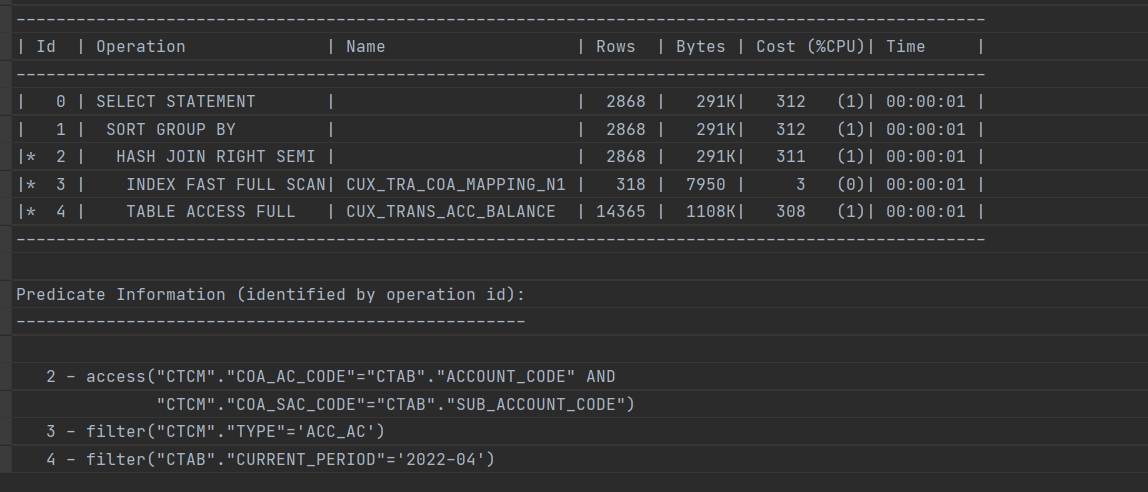 -------------------------------------------------------------------------------------------------
| Id  | Operation              | Name                   | Rows  | Bytes | Cost (%CPU)| Time     |
-------------------------------------------------------------------------------------------------
|   0 | SELECT STATEMENT       |                        |  2868 |   291K|   312   (1)| 00:00:01 |
|   1 |  SORT GROUP BY         |                        |  2868 |   291K|   312   (1)| 00:00:01 |
|*  2 |   HASH JOIN RIGHT SEMI |                        |  2868 |   291K|   311   (1)| 00:00:01 |
|*  3 |    INDEX FAST FULL SCAN| CUX_TRA_COA_MAPPING_N1 |   318 |  7950 |     3   (0)| 00:00:01 |
|*  4 |    TABLE ACCESS FULL   | CUX_TRANS_ACC_BALANCE  | 14365 |  1108K|   308   (1)| 00:00:01 |
-------------------------------------------------------------------------------------------------
Predicate Information (identified by operation id):
---------------------------------------------------
   2 - access("CTCM"."COA_AC_CODE"="CTAB"."ACCOUNT_CODE" AND
              "CTCM"."COA_SAC_CODE"="CTAB"."SUB_ACCOUNT_CODE")
   3 - filter("CTCM"."TYPE"='ACC_AC')
   4 - filter("CTAB"."CURRENT_PERIOD"='2022-04')